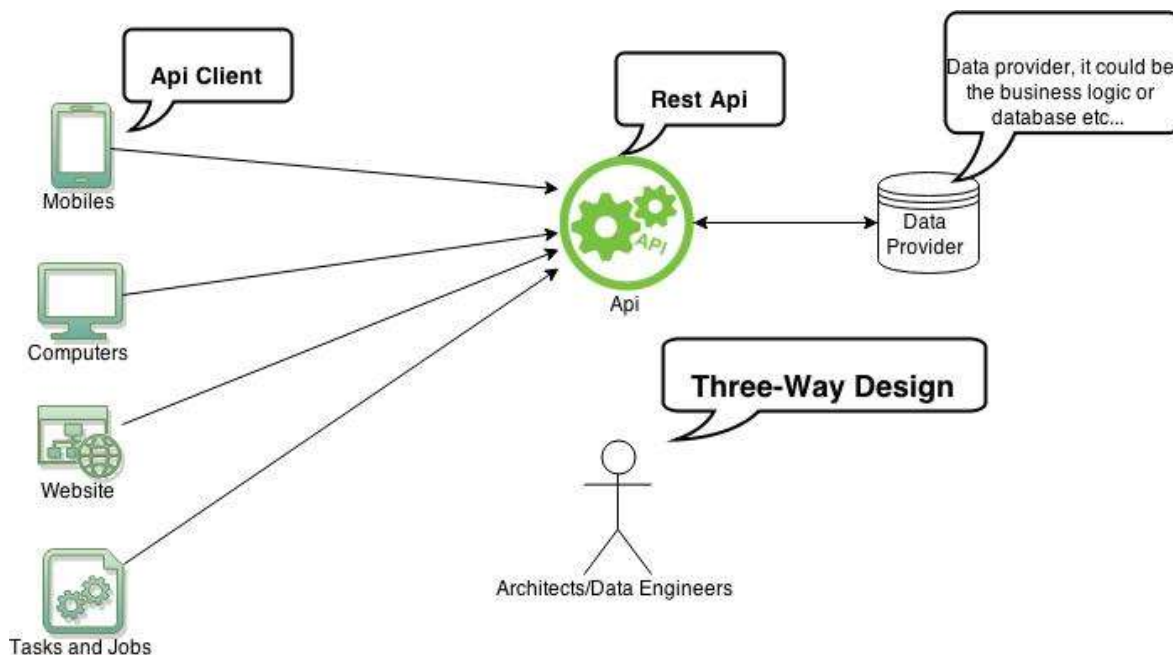 Api Client
Rest Api
Data provider, it could be
the business logic or
database etc...
Mobiles
API
Data
Provider
Api
Computers
Three-Way Design
Website
Architects/Data Engineers
Tasks and Jobs